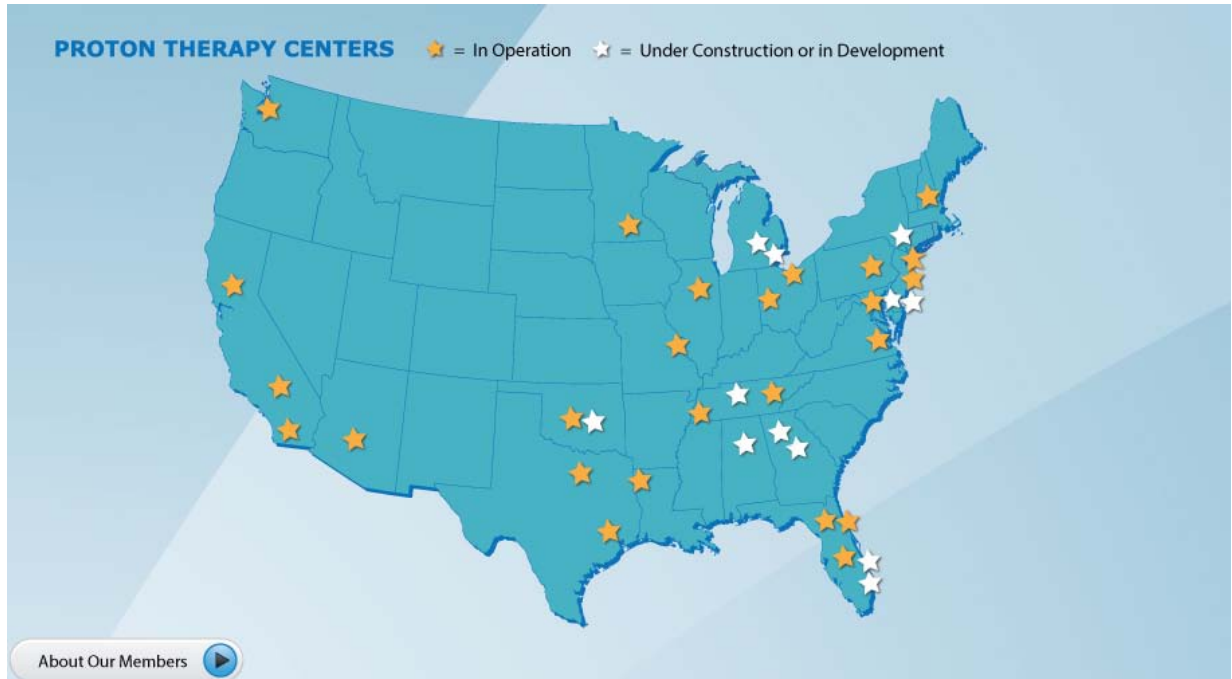 PROTON THERAPY CENTERS = In Operation = Under Construction or in Development
About Our Members